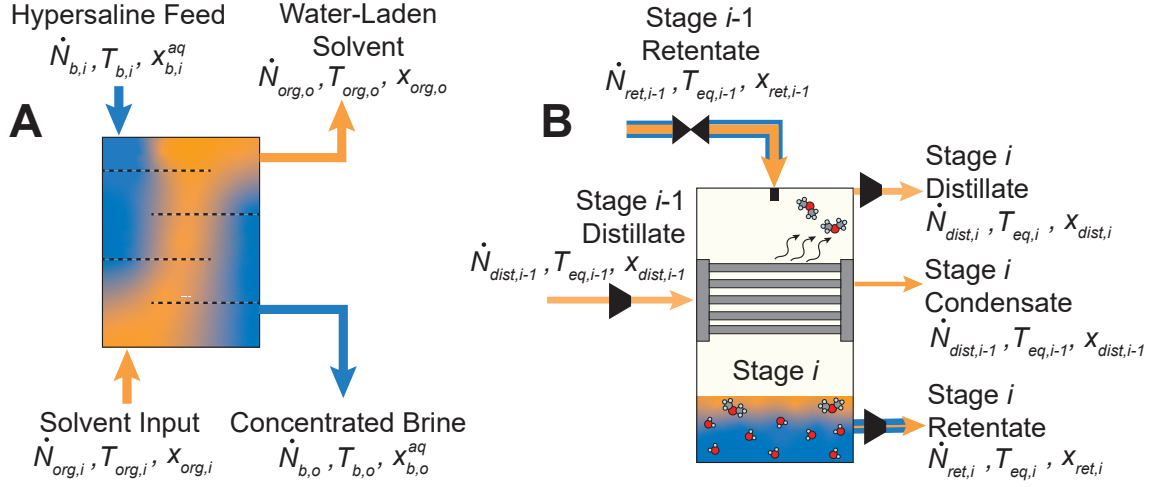 A
Hypersaline Feed
Ṅb,i , Tb,i , x^aq b,i
Water-Laden
Solvent
Ṅorg,o , Torg,o , xorg,o
Solvent Input
Ṅorg,i , Torg,i , xorg,i
Concentrated Brine
Ṅb,o , Tb,o , x^aq b,o
B
Stage i-1
Retentate
Ṅret,i-1 , Teq,i-1 , xret,i-1
Stage i-1
Distillate
Ṅdist,i-1 , Teq,i-1, xdist,i-1
Stage i
Stage i
Distillate
Ṅdist,i , Teq,i , xdist,i
Stage i
Condensate
Ṅdist,i-1 , Teq,i-1, xdist,i-1
Stage i
Retentate
Ṅret,i , Teq,i , xret,i